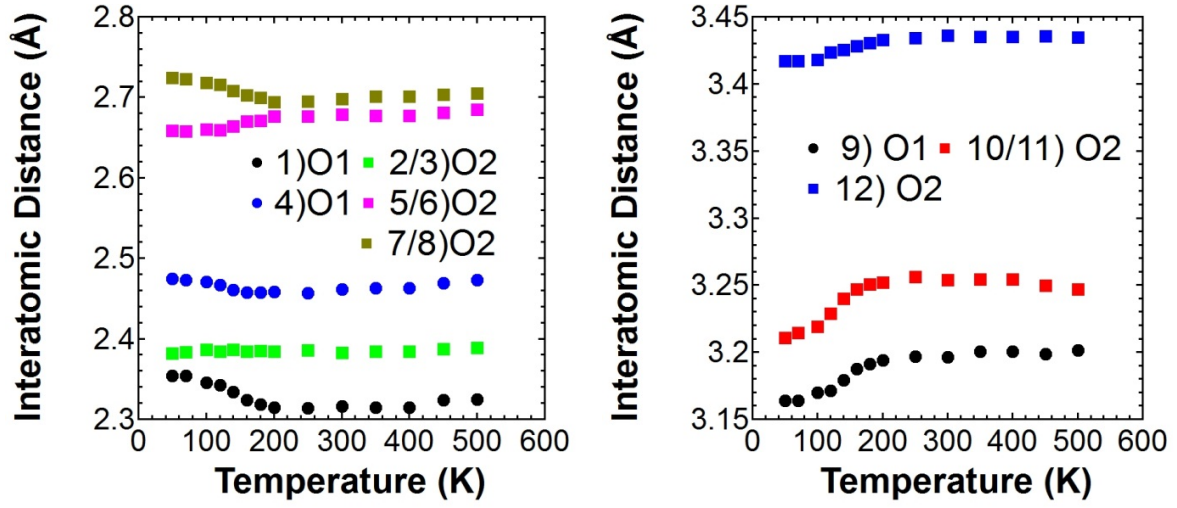 2.8
2.7
2.6
2.5
2.4
2.3
Interatomic Distance (Å)
1)O1 2/3)O2
4)O1 5/6)O2
7/8)O2
0 100 200 300 400 500 600
Temperature (K)
3.45
3.4
3.35
3.3
3.25
3.2
3.15
Interatomic Distance (Å)
9) O1 10/11) O2
12) O2
0 100 200 300 400 500 600
Temperature (K)